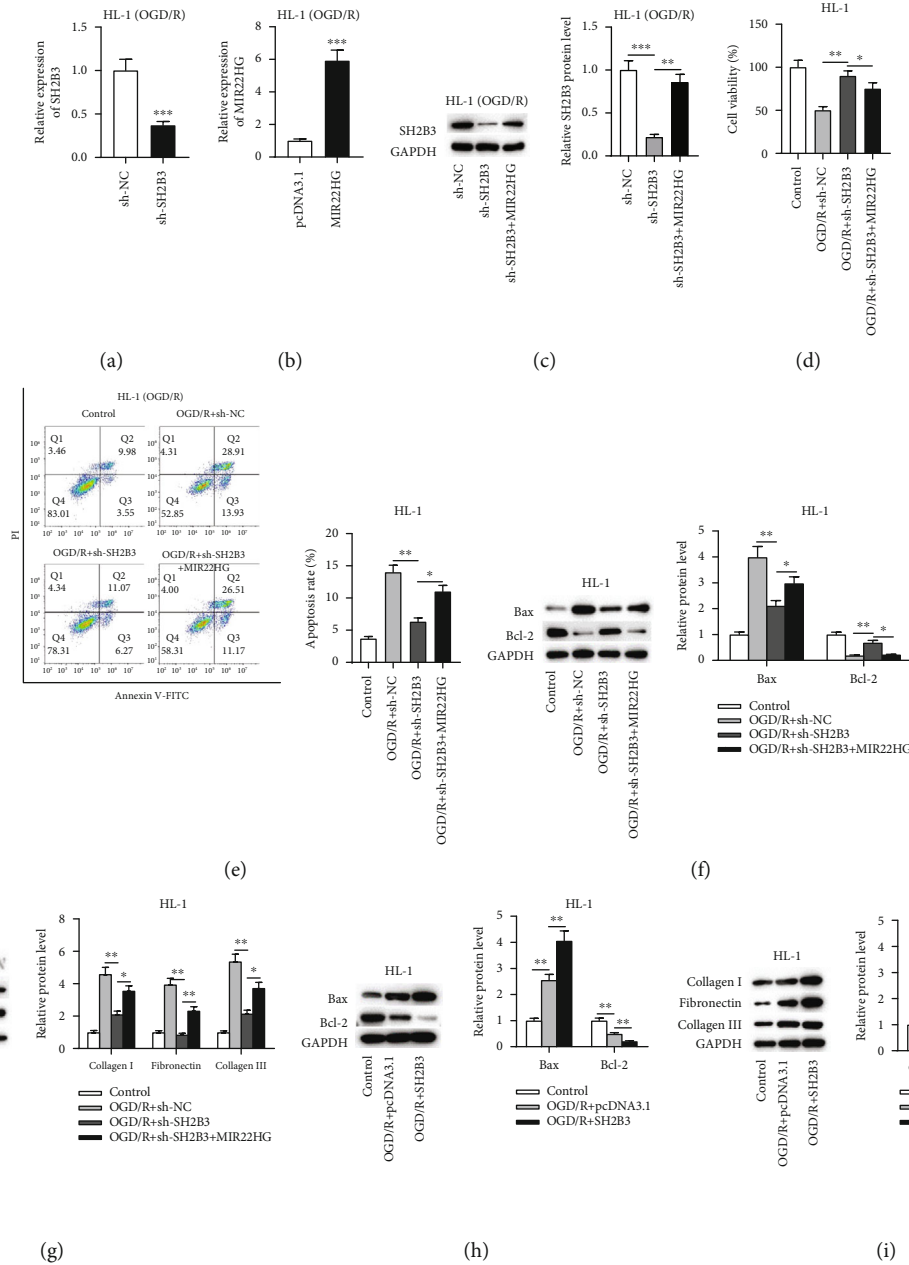 HL-1 (OGD/R)
Relative expression
of SH2B3
1.5
1.0
0.5
0.0
***
sh-NC
sh-SH2B3
(a)
HL-1 (OGD/R)
Relative expression
of MIR22HG
8
6
4
2
0
***
pcDNA3.1
MIR22HG
(b)
HL-1 (OGD/R)
SH2B3
GAPDH
sh-NC
sh-SH2B3
sh-SH2B3+MIR22HG
HL-1 (OGD/R)
Relative SH2B3 protein level
1.5
1.0
0.5
0.0
*** **
sh-NC
sh-SH2B3
sh-SH2B3+MIR22HG
(c)
HL-1
Cell viability (%)
150
100
50
0
** *
Control
OGD/R+sh-NC
OGD/R+sh-SH2B3
OGD/R+sh-SH2B3+MIR22HG
(d)
HL-1 (OGD/R)
Control
Q1
3.46
Q2
9.98
Q4
83.01
Q3
3.55
OGD/R+sh-NC
Q1
4.31
Q2
28.91
Q4
52.85
Q3
13.93
OGD/R+sh-SH2B3
Q1
4.34
Q2
11.07
Q4
78.31
Q3
6.27
OGD/R+sh-SH2B3
+MIR22HG
Q1
4.00
Q2
26.51
Q4
58.31
Q3
11.17
PI
Annexin V-FITC
HL-1
Apoptosis rate (%)
20
15
10
5
0
** *
Control
OGD/R+sh-NC
OGD/R+sh-SH2B3
OGD/R+sh-SH2B3+MIR22HG
(e)
HL-1
Bax
Bcl-2
GAPDH
Control
OGD/R+sh-NC
OGD/R+sh-SH2B3
OGD/R+sh-SH2B3+MIR22HG
HL-1
Relative protein level
5
4
3
2
1
0
** *
** *
Bax Bcl-2
Control
OGD/R+sh-NC
OGD/R+sh-SH2B3
OGD/R+sh-SH2B3+MIR22HG
(f)
HL-1
Relative protein level
8
6
4
2
0
** *
** **
** *
Collagen I Fibronectin Collagen III
Control
OGD/R+sh-NC
OGD/R+sh-SH2B3
OGD/R+sh-SH2B3+MIR22HG
(g)
HL-1
Bax
Bcl-2
GAPDH
Control
OGD/R+pcDNA3.1
OGD/R+SH2B3
HL-1
Relative protein level
5
4
3
2
1
0
** **
** **
Bax Bcl-2
Control
OGD/R+pcDNA3.1
OGD/R+SH2B3
(h)
HL-1
Collagen I
Fibronectin
Collagen III
GAPDH
Control
OGD/R+pcDNA3.1
OGD/R+SH2B3
Relative protein level
5
4
3
2
1
0
(i)